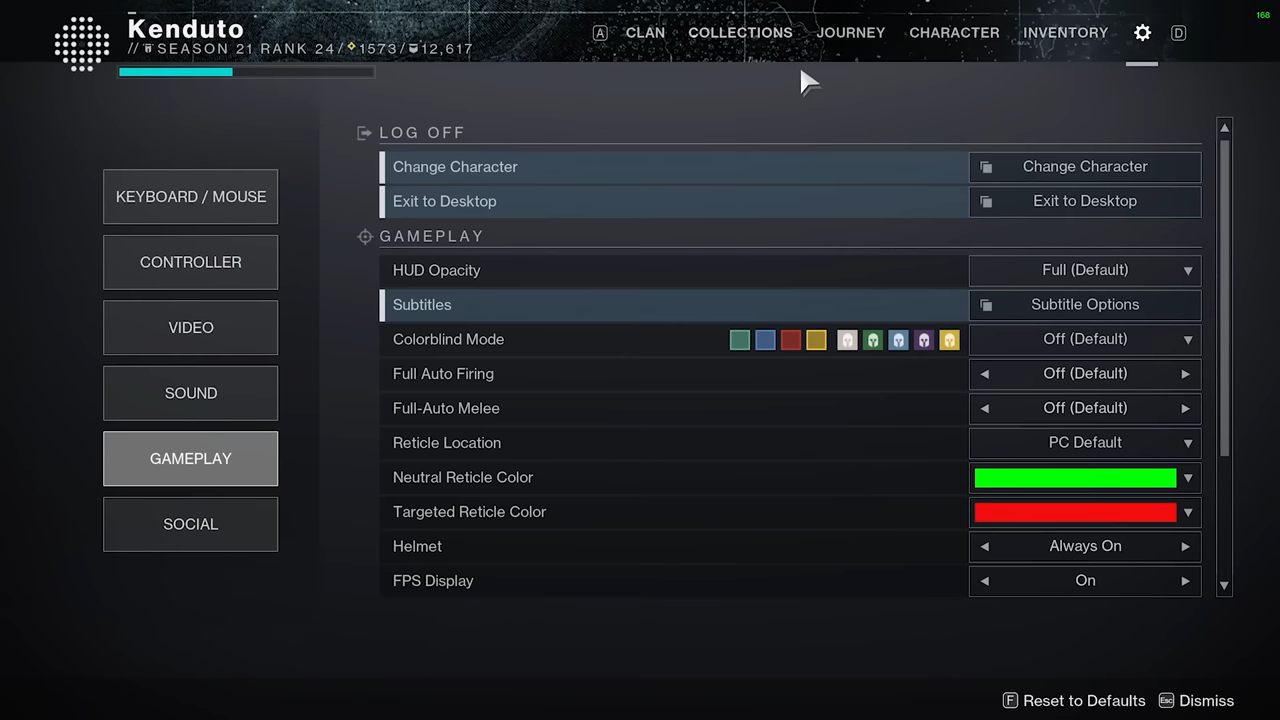 168
Kenduto
// SEASON 21 RANK 24/ 1573/ 12,617
A CLAN COLLECTIONS JOURNEY CHARACTER INVENTORY D
KEYBOARD / MOUSE
CONTROLLER
VIDEO
SOUND
GAMEPLAY
SOCIAL
LOG OFF
Change Character Change Character
Exit to Desktop Exit to Desktop
GAMEPLAY
HUD Opacity Full (Default)
Subtitles Subtitle Options
Colorblind Mode Off (Default)
Full Auto Firing Off (Default)
Full-Auto Melee Off (Default)
Reticle Location PC Default
Neutral Reticle Color
Targeted Reticle Color
Helmet Always On
FPS Display On
F Reset to Defaults Esc Dismiss